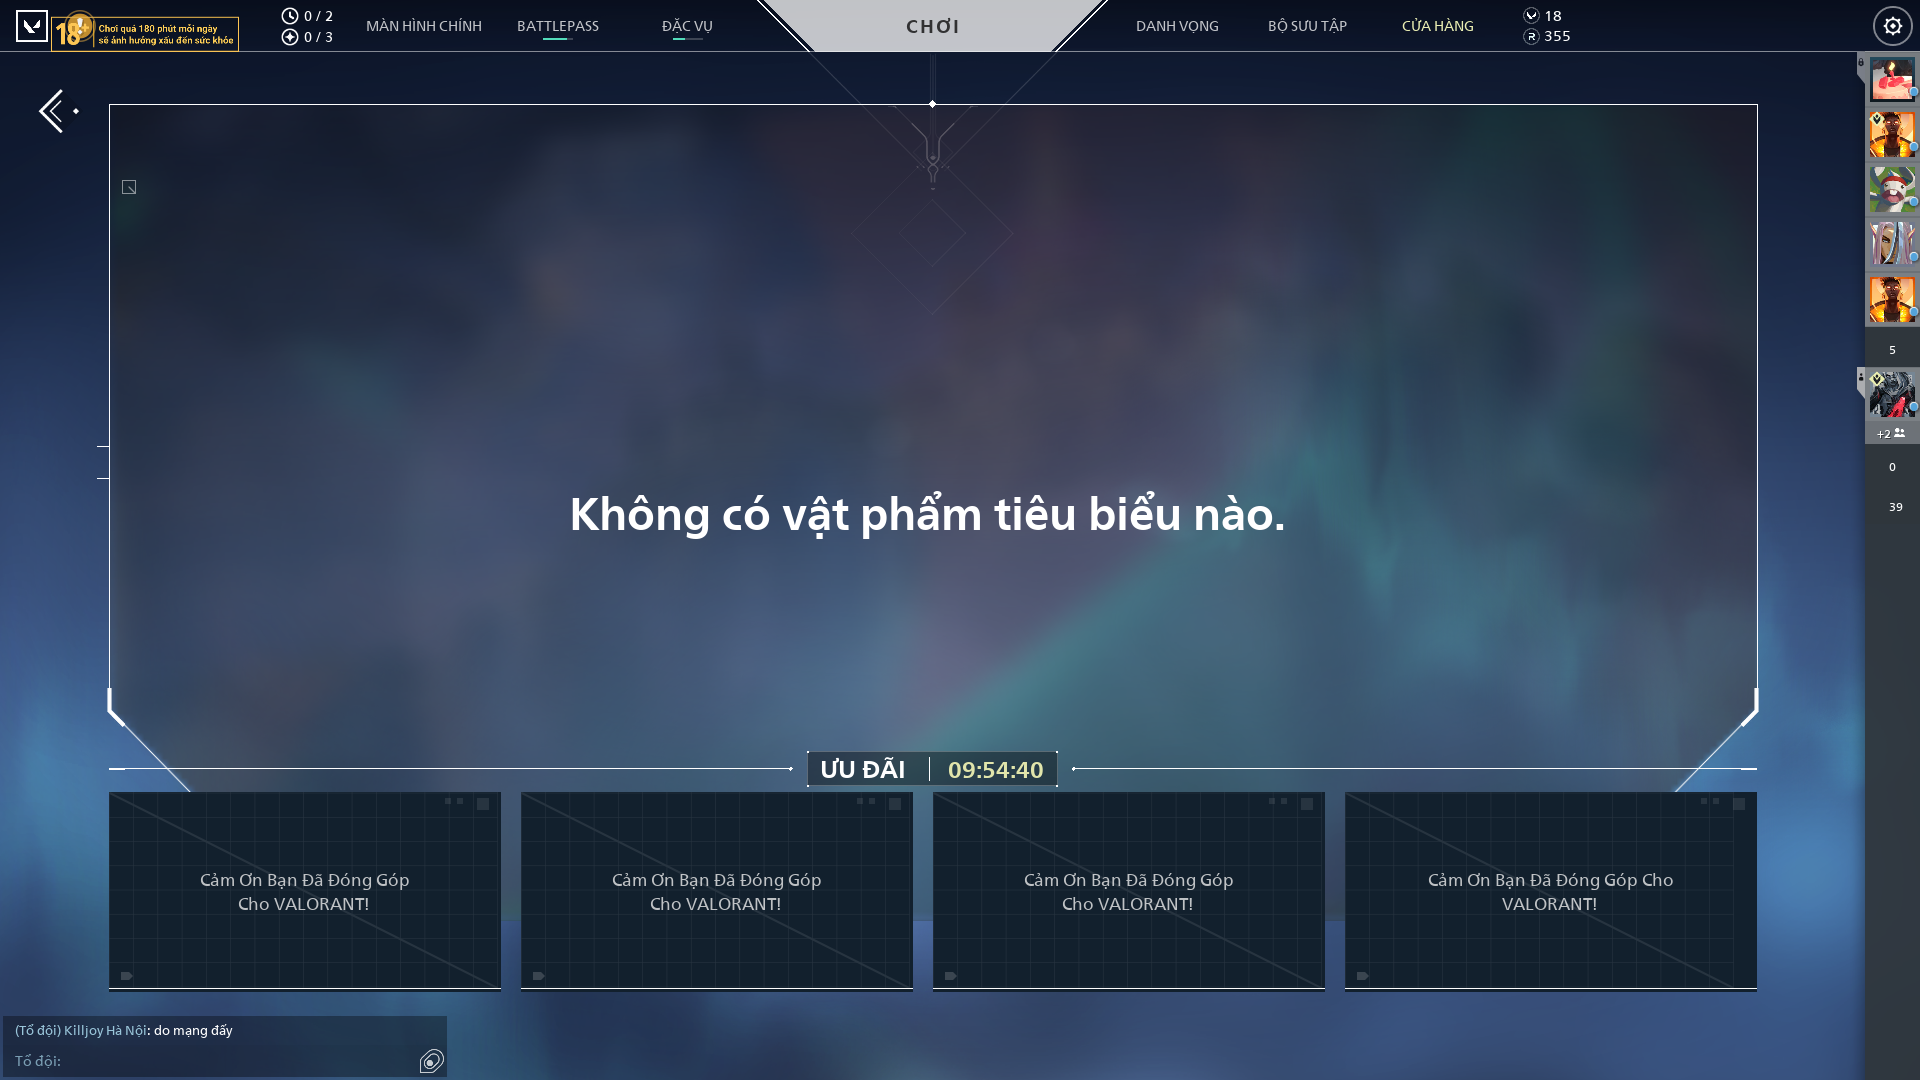 18+
Chơi quá 180 phút mỗi ngày
sẽ ảnh hưởng xấu đến sức khỏe
0 / 2
0 / 3
MÀN HÌNH CHÍNH
BATTLEPASS
ĐẶC VỤ
CHƠI
DANH VỌNG
BỘ SƯU TẬP
CỬA HÀNG
18
R 355
5
+2
0
39
Không có vật phẩm tiêu biểu nào.
ƯU ĐÃI
09:54:40
Cảm Ơn Bạn Đã Đóng Góp
Cho VALORANT!
Cảm Ơn Bạn Đã Đóng Góp
Cho VALORANT!
Cảm Ơn Bạn Đã Đóng Góp
Cho VALORANT!
Cảm Ơn Bạn Đã Đóng Góp Cho
VALORANT!
(Tổ đội) Killjoy Hà Nội: do mạng đấy
Tổ đội: